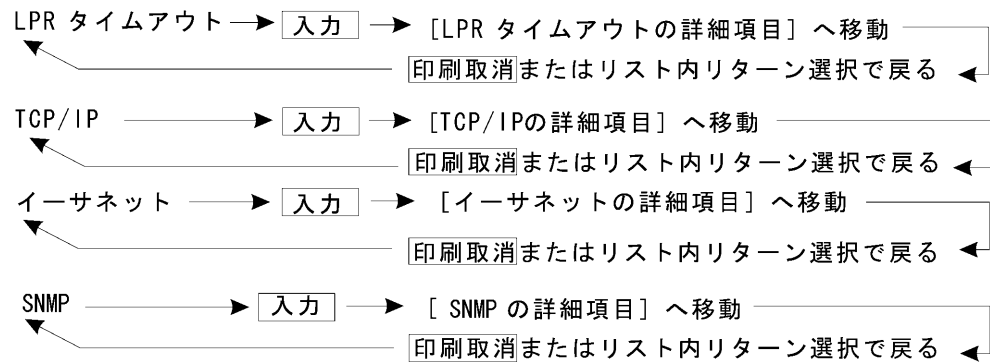 LPR タイムアウト 入力 [LPR タイムアウトの詳細項目] へ移動
印刷取消またはリスト内リターン選択で戻る
TCP/IP 入力 [TCP/IPの詳細項目] へ移動
印刷取消またはリスト内リターン選択で戻る
イーサネット 入力 [イーサネットの詳細項目] へ移動
印刷取消またはリスト内リターン選択で戻る
SNMP 入力 [ SNMP の詳細項目] へ移動
印刷取消またはリスト内リターン選択で戻る